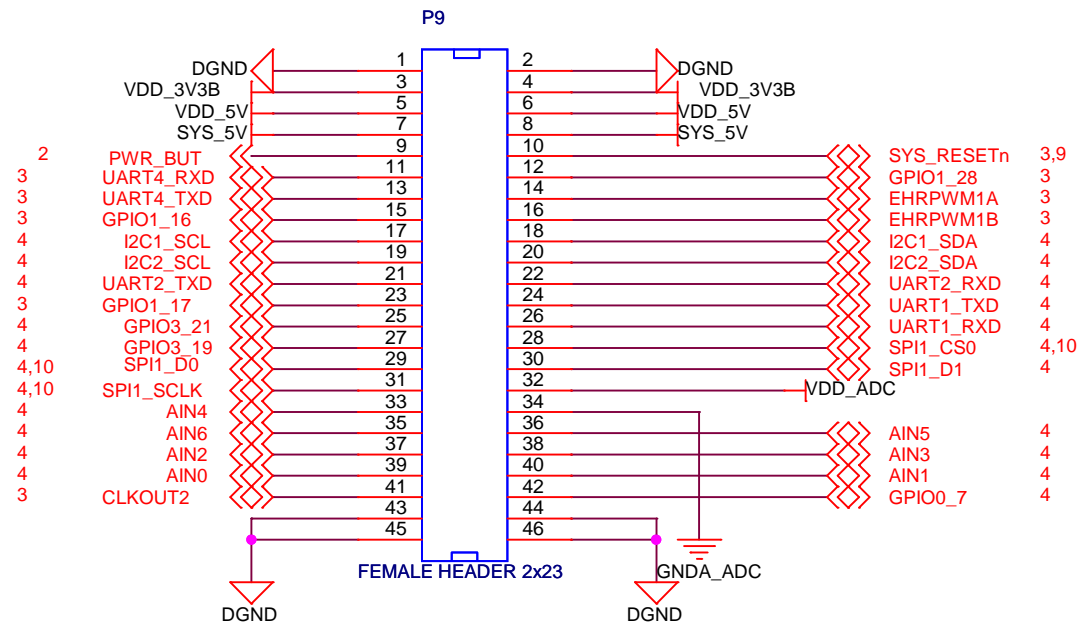 P9
DGND 1 2 DGND
VDD_3V3B 3 4 VDD_3V3B
VDD_5V 5 6 VDD_5V
SYS_5V 7 8 SYS_5V
2 PWR_BUT 9 10 SYS_RESETn 3,9
3 UART4_RXD 11 12 GPIO1_28 3
3 UART4_TXD 13 14 EHRPWM1A 3
3 GPIO1_16 15 16 EHRPWM1B 3
4 I2C1_SCL 17 18 I2C1_SDA 4
4 I2C2_SCL 19 20 I2C2_SDA 4
4 UART2_TXD 21 22 UART2_RXD 4
3 GPIO1_17 23 24 UART1_TXD 4
4 GPIO3_21 25 26 UART1_RXD 4
4 GPIO3_19 27 28 SPI1_CS0 4,10
4,10 SPI1_D0 29 30 SPI1_D1 4
4,10 SPI1_SCLK 31 32 VDD_ADC
4 AIN4 33 34
4 AIN6 35 36 AIN5 4
4 AIN2 37 38 AIN3 4
4 AIN0 39 40 AIN1 4
3 CLKOUT2 41 42 GPIO0_7 4
43 44
45 46
FEMALE HEADER 2x23 GNDA_ADC
DGND DGND